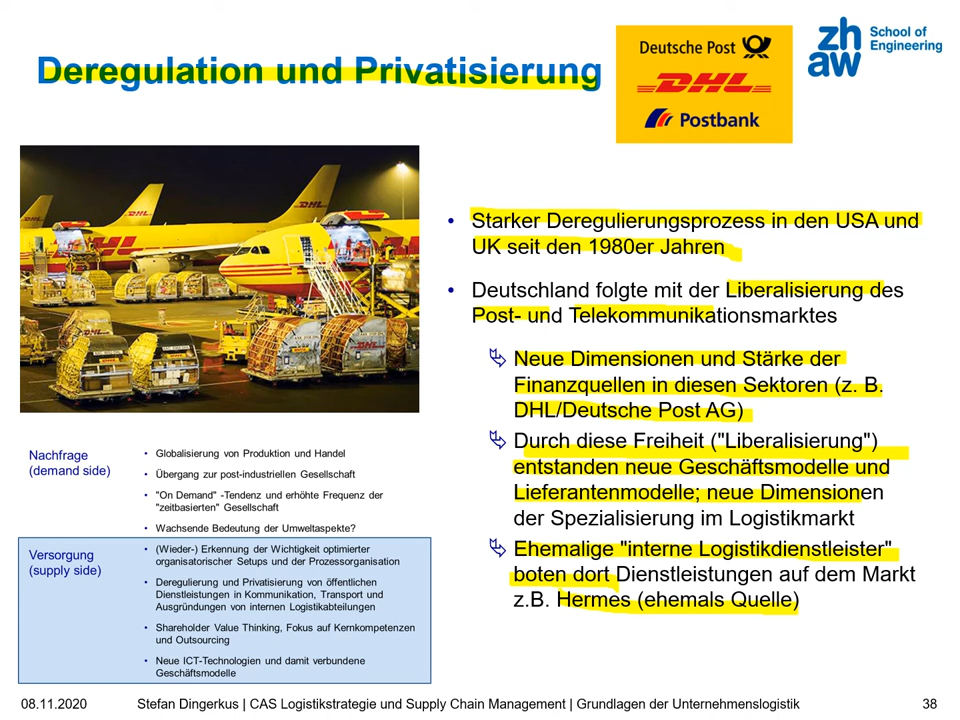 Deregulation und Privatisierung
Deutsche Post
DHL
Postbank
zh
aw
School of
Engineering
DHL
DHL
DHL
• Starker Deregulierungsprozess in den USA und
UK seit den 1980er Jahren
• Deutschland folgte mit der Liberalisierung des
Post- und Telekommunikationsmarktes
Neue Dimensionen und Stärke der
Finanzquellen in diesen Sektoren (z. B.
DHL/Deutsche Post AG)
Durch diese Freiheit ("Liberalisierung")
entstanden neue Geschäftsmodelle und
Lieferantenmodelle; neue Dimensionen
der Spezialisierung im Logistikmarkt
Ehemalige "interne Logistikdienstleister"
boten dort Dienstleistungen auf dem Markt
z.B. Hermes (ehemals Quelle)
Nachfrage
(demand side)
• Globalisierung von Produktion und Handel
• Übergang zur post-industriellen Gesellschaft
• "On Demand" -Tendenz und erhöhte Frequenz der
"zeitbasierten" Gesellschaft
• Wachsende Bedeutung der Umweltaspekte?
Versorgung
(supply side)
• (Wieder-) Erkennung der Wichtigkeit optimierter
organisatorischer Setups und der Prozessorganisation
• Deregulierung und Privatisierung von öffentlichen
Dienstleistungen in Kommunikation, Transport und
Ausgründungen von internen Logistikabteilungen
• Shareholder Value Thinking, Fokus auf Kernkompetenzen
und Outsourcing
• Neue ICT-Technologien und damit verbundene
Geschäftsmodelle
08.11.2020
Stefan Dingerkus | CAS Logistikstrategie und Supply Chain Management | Grundlagen der Unternehmenslogistik
38